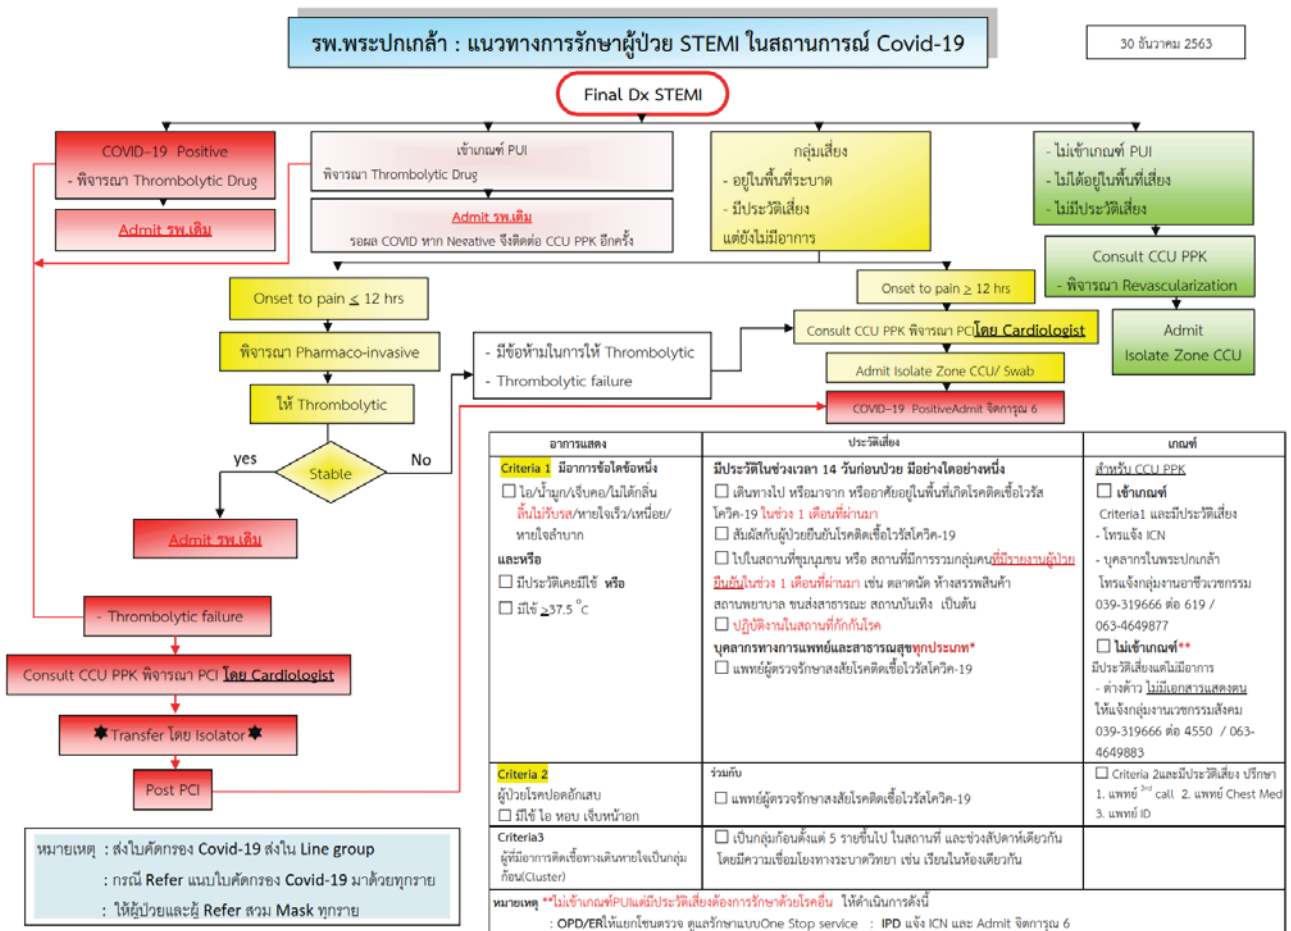 รพ.พระปกเกล้า : แนวทางการรักษาผู้ป่วย STEMI ในสถานการณ์ Covid-19
30 ธันวาคม 2563
Final Dx STEMI
COVID–19 Positive
- พิจารณา Thrombolytic Drug
Admit รพ.เดิม
เข้าเกณฑ์ PUI
พิจารณา Thrombolytic Drug
Admit รพ.เดิม
รอผล COVID หาก Negative จึงติดต่อ CCU PPK อีกครั้ง
กลุ่มเสี่ยง
- อยู่ในพื้นที่ระบาด
- มีประวัติเสี่ยง
แต่ยังไม่มีอาการ
- ไม่เข้าเกณฑ์ PUI
- ไม่ได้อยู่ในพื้นที่เสี่ยง
- ไม่มีประวัติเสี่ยง
Consult CCU PPK
- พิจารณา Revascularization
Admit
Isolate Zone CCU
Onset to pain ≤ 12 hrs
พิจารณา Pharmaco-invasive
ให้ Thrombolytic
Stable
yes
No
Admit รพ.เดิม
- มีข้อห้ามในการให้ Thrombolytic
- Thrombolytic failure
Onset to pain ≥ 12 hrs
Consult CCU PPK พิจารณา PCIโดย Cardiologist
Admit Isolate Zone CCU/ Swab
COVID–19 PositiveAdmit จิตการุณ 6
- Thrombolytic failure
Consult CCU PPK พิจารณา PCI โดย Cardiologist
Transfer โดย Isolator
Post PCI
หมายเหตุ : ส่งใบคัดกรอง Covid-19 ส่งใน Line group
: กรณี Refer แนบใบคัดกรอง Covid-19 มาด้วยทุกราย
: ให้ผู้ป่วยและผู้ Refer สวม Mask ทุกราย
อาการแสดง
ประวัติเสี่ยง
เกณฑ์
Criteria 1 มีอาการข้อใดข้อหนึ่ง
☐ ไอ/น้ำมูก/เจ็บคอ/ไม่ได้กลิ่น
ลิ้นไม่รับรส/หายใจเร็ว/เหนื่อย/
หายใจลำบาก
และหรือ
☐ มีประวัติเคยมีไข้ หรือ
☐ มีไข้ ≥37.5 °C
มีประวัติในช่วงเวลา 14 วันก่อนป่วย มีอย่างใดอย่างหนึ่ง
☐ เดินทางไป หรือมาจาก หรืออาศัยอยู่ในพื้นที่เกิดโรคติดเชื้อไวรัส
โควิค-19 ในช่วง 1 เดือนที่ผ่านมา
☐ สัมผัสกับผู้ป่วยยืนยันโรคติดเชื้อไวรัสโควิค-19
☐ ไปในสถานที่ชุมนุมชน หรือ สถานที่มีการรวมกลุ่มคนที่มีรายงานผู้ป่วย
ยืนยันในช่วง 1 เดือนที่ผ่านมา เช่น ตลาดนัด ห้างสรรพสินค้า
สถานพยาบาล ขนส่งสาธารณะ สถานบันเทิง เป็นต้น
☐ ปฏิบัติงานในสถานที่กักกันโรค
บุคลากรทางการแพทย์และสาธารณสุขทุกประเภท*
☐ แพทย์ผู้ตรวจรักษาสงสัยโรคติดเชื้อไวรัสโควิค-19
สำหรับ CCU PPK
☐ เข้าเกณฑ์
Criteria1 และมีประวัติเสี่ยง
- โทรแจ้ง ICN
- บุคลากรในพระปกเกล้า
โทรแจ้งกลุ่มงานอาชีวเวชกรรม
039-319666 ต่อ 619 /
063-4649877
☐ ไม่เข้าเกณฑ์**
มีประวัติเสี่ยงแต่ไม่มีอาการ
- ต่างด้าว ไม่มีเอกสารแสดงตน
ให้แจ้งกลุ่มงานเวชกรรมสังคม
039-319666 ต่อ 4550 / 063-
4649883
Criteria 2
ผู้ป่วยโรคปอดอักเสบ
☐ มีไข้ ไอ หอบ เจ็บหน้าอก
ร่วมกับ
☐ แพทย์ผู้ตรวจรักษาสงสัยโรคติดเชื้อไวรัสโควิค-19
☐ Criteria 2และมีประวัติเสี่ยง ปรึกษา
1. แพทย์ 3rd call 2. แพทย์ Chest Med
3. แพทย์ ID
Criteria3
ผู้ที่มีอาการติดเชื้อทางเดินหายใจเป็นกลุ่ม
ก้อน(Cluster)
☐ เป็นกลุ่มก้อนตั้งแต่ 5 รายขึ้นไป ในสถานที่ และช่วงสัปดาห์เดียวกัน
โดยมีความเชื่อมโยงทางระบาดวิทยา เช่น เรียนในห้องเดียวกัน
หมายเหตุ **ไม่เข้าเกณฑ์PUIแต่มีประวัติเสี่ยงต้องการรักษาด้วยโรคอื่น ให้ดำเนินการดังนี้
: OPD/ERให้แยกโซนตรวจ ดูแลรักษาแบบOne Stop service : IPD แจ้ง ICN และ Admit จิตการุณ 6